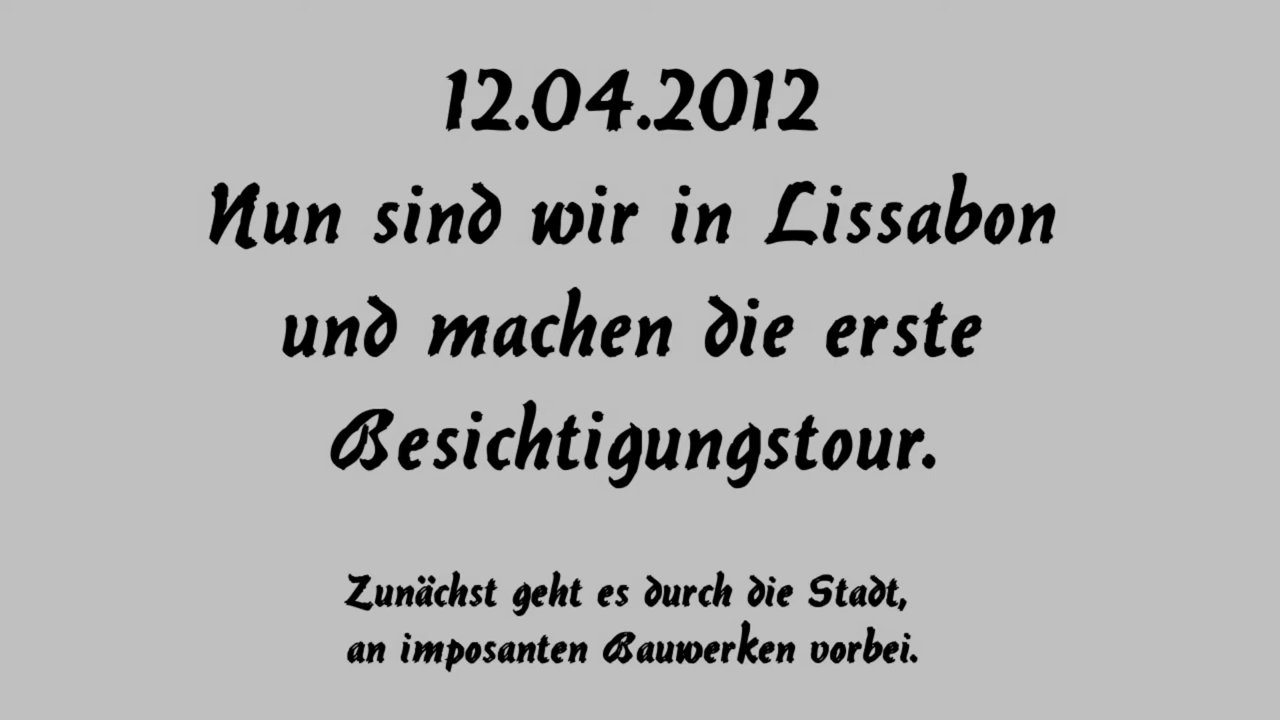 12.04.2012
Nun sind wir in Lissabon
und machen die erste
Besichtigungstour.
Zunächst geht es durch die Stadt,
an imposanten Bauwerken vorbei.